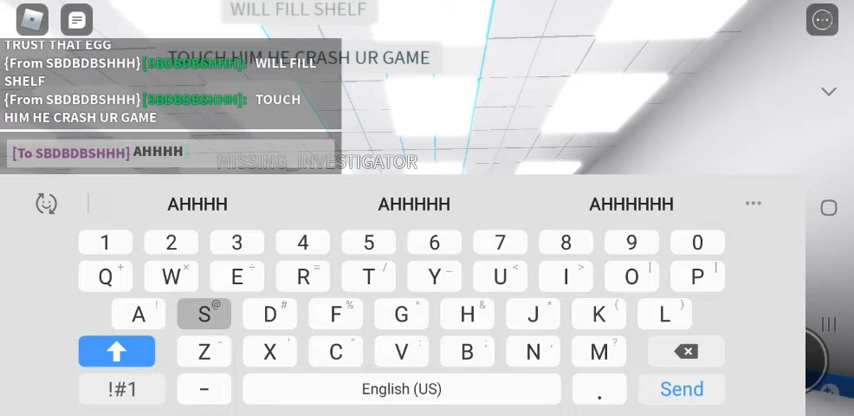 WILL FILL SHELF
TOUCH HIM HE CRASH UR GAME
TRUST THAT EGG
{From SBDBDBSHHH}[SBDBDBSHHH]: WILL FILL
SHELF
{From SBDBDBSHHH}[SBDBDBSHHH]: TOUCH
HIM HE CRASH UR GAME
[To SBDBDBSHHH] AHHHH
MISSING_INVESTIGATOR
AHHHH AHHHHH AHHHHHH ...
1 2 3 4 5 6 7 8 9 0
Q + W × E ÷ R = T / Y _ U < I > O [ P ]
A ! S @ D # F % G ^ H & J * K ( L )
Z - X ' C " V : B ; N , M ?
!#1 - English (US) . Send